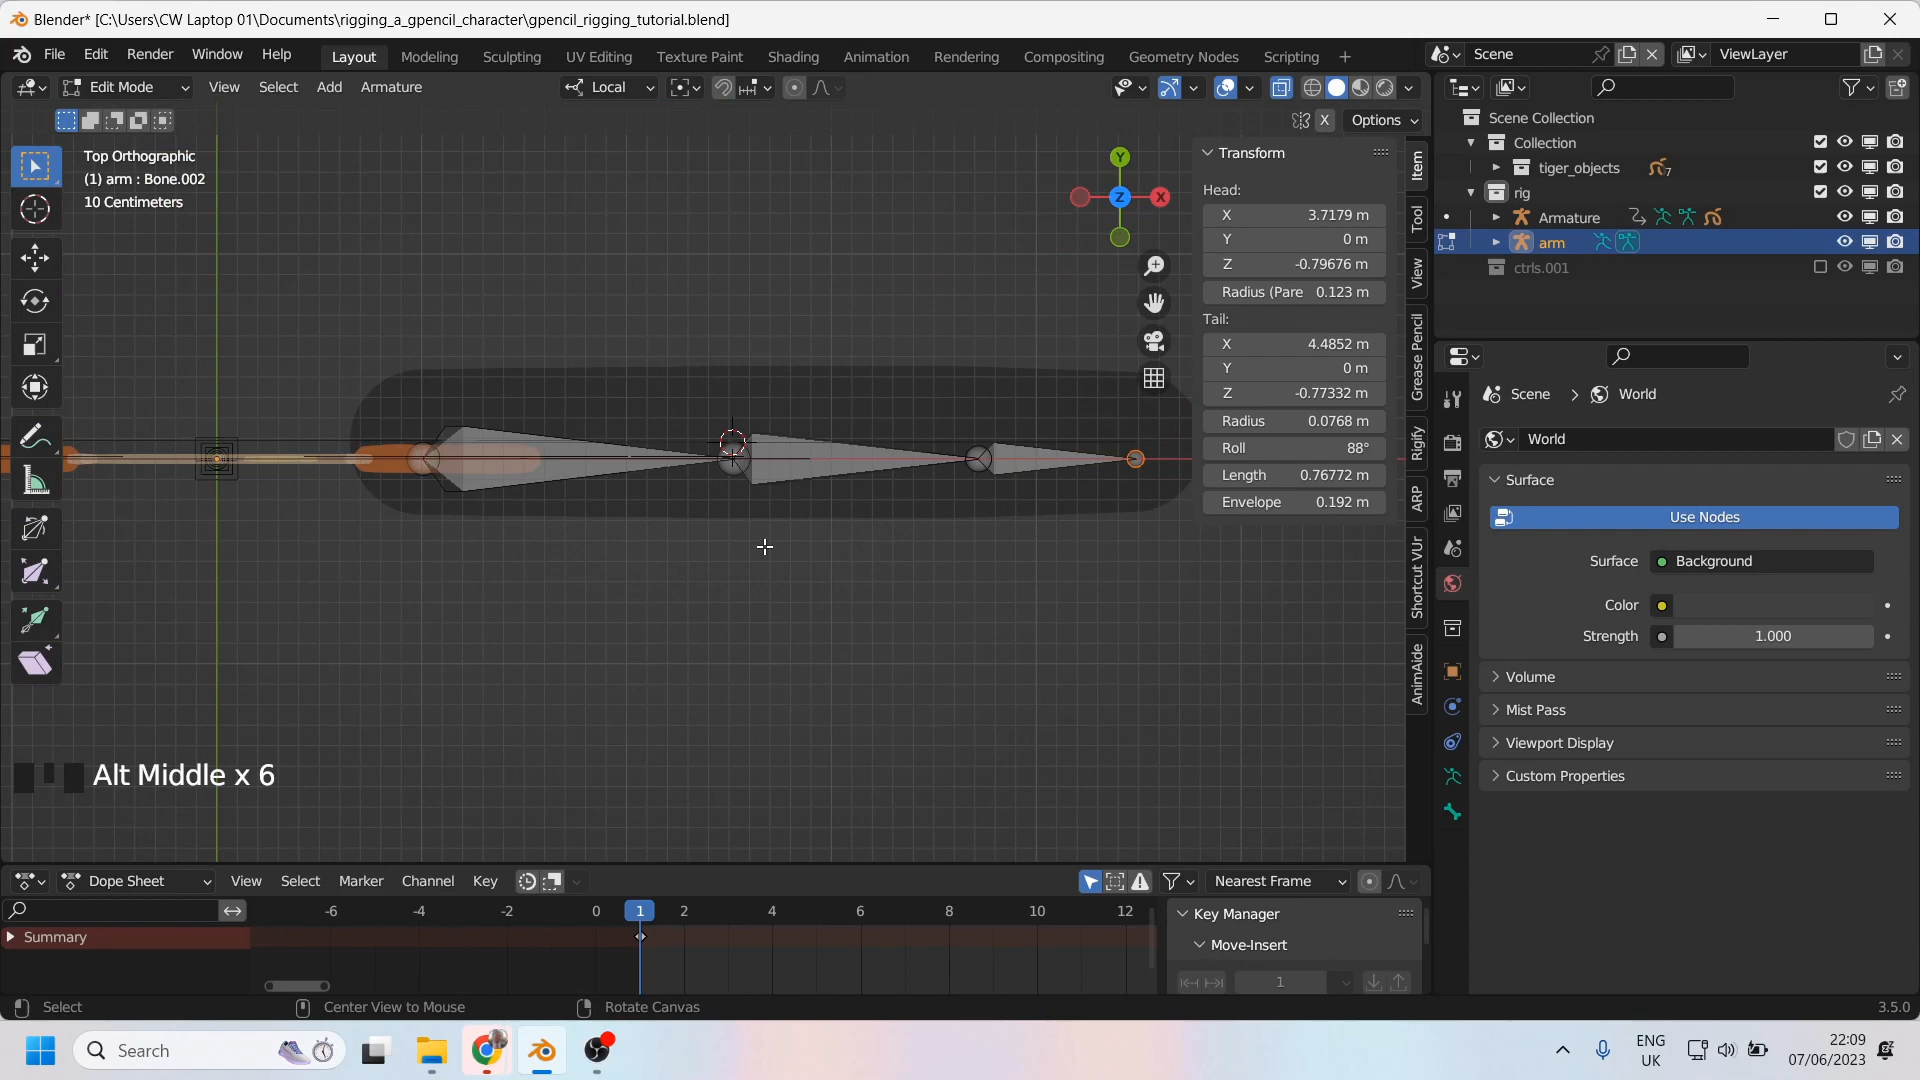 Blender* [C:\Users\CW Laptop 01\Documents\rigging_a_gpencil_character\gpencil_rigging_tutorial.blend]
File Edit Render Window Help Layout Modeling Sculpting UV Editing Texture Paint Shading Animation Rendering Compositing Geometry Nodes Scripting + Scene ViewLayer
Edit Mode View Select Add Armature Local
X Options
Top Orthographic
(1) arm : Bone.002
10 Centimeters
Y
Z X
Transform
Head:
X 3.7179 m
Y 0 m
Z -0.79676 m
Radius (Pare 0.123 m
Tail:
X 4.4852 m
Y 0 m
Z -0.77332 m
Radius 0.0768 m
Roll 88°
Length 0.76772 m
Envelope 0.192 m
Item
Tool
View
Grease Pencil
Rigify
ARP
Shortcut VUr
AnimAide
Scene Collection
Collection
tiger_objects 7
rig
Armature
arm
ctrls.001
Scene > World
World
Surface
Use Nodes
Surface Background
Color
Strength 1.000
Volume
Mist Pass
Viewport Display
Custom Properties
Alt Middle x 6
Dope Sheet View Select Marker Channel Key Nearest Frame
-6 -4 -2 0 1 2 4 6 8 10 12
Summary
Key Manager
Move-Insert
1
Select Center View to Mouse Rotate Canvas 3.5.0
Search
ENG
UK
22:09
07/06/2023